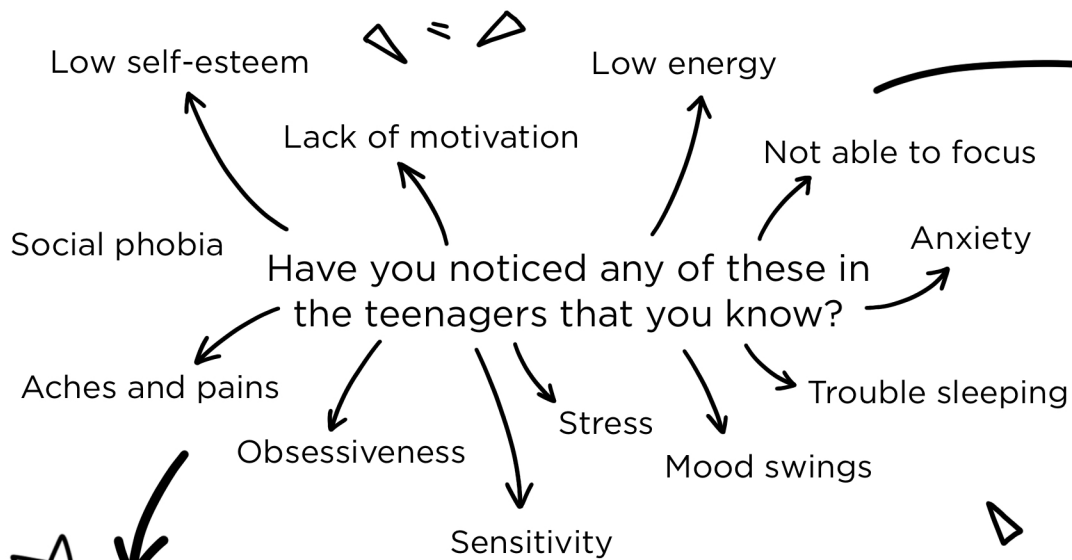 Low self-esteem
Low energy
Lack of motivation
Not able to focus
Social phobia
Anxiety
Have you noticed any of these in
the teenagers that you know?
Aches and pains
Trouble sleeping
Stress
Obsessiveness
Mood swings
Sensitivity